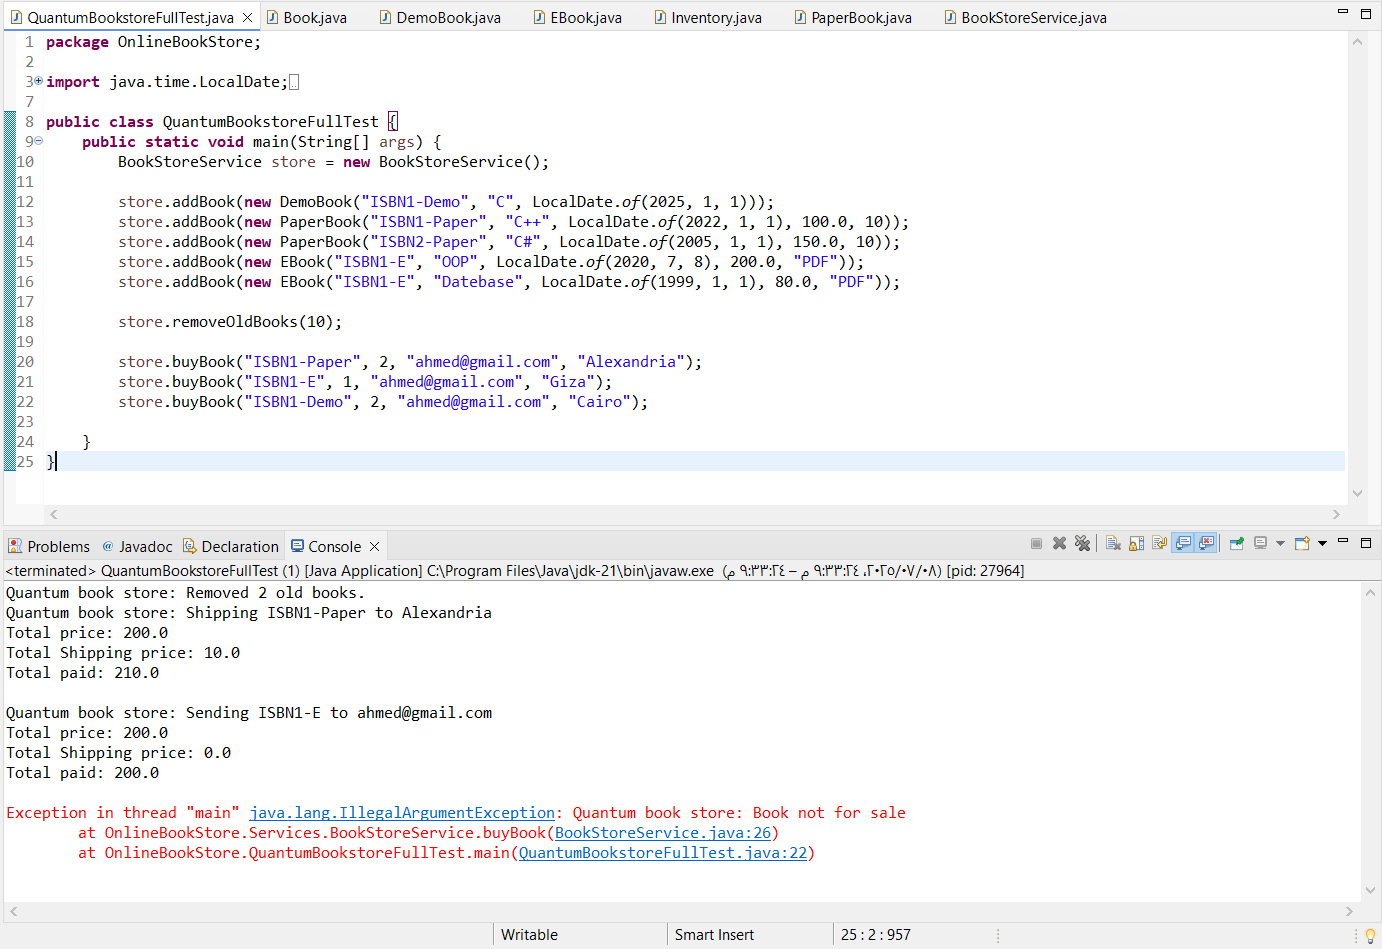 QuantumBookstoreFullTest.java Book.java DemoBook.java EBook.java Inventory.java PaperBook.java BookStoreService.java
1 package OnlineBookStore;
2
3 import java.time.LocalDate;
7
8 public class QuantumBookstoreFullTest {
9 public static void main(String[] args) {
10 BookStoreService store = new BookStoreService();
11
12 store.addBook(new DemoBook("ISBN1-Demo", "C", LocalDate.of(2025, 1, 1)));
13 store.addBook(new PaperBook("ISBN1-Paper", "C++", LocalDate.of(2022, 1, 1), 100.0, 10));
14 store.addBook(new PaperBook("ISBN2-Paper", "C#", LocalDate.of(2005, 1, 1), 150.0, 10));
15 store.addBook(new EBook("ISBN1-E", "OOP", LocalDate.of(2020, 7, 8), 200.0, "PDF"));
16 store.addBook(new EBook("ISBN1-E", "Datebase", LocalDate.of(1999, 1, 1), 80.0, "PDF"));
17
18 store.removeOldBooks(10);
19
20 store.buyBook("ISBN1-Paper", 2, "ahmed@gmail.com", "Alexandria");
21 store.buyBook("ISBN1-E", 1, "ahmed@gmail.com", "Giza");
22 store.buyBook("ISBN1-Demo", 2, "ahmed@gmail.com", "Cairo");
23
24 }
25 }
Problems Javadoc Declaration Console
<terminated> QuantumBookstoreFullTest (1) [Java Application] C:\Program Files\Java\jdk-21\bin\javaw.exe (٢٠٢٥/٠٧/٠٨، ٩:٣٣:٢٤ م – ٩:٣٣:٢٤ م) [pid: 27964]
Quantum book store: Removed 2 old books.
Quantum book store: Shipping ISBN1-Paper to Alexandria
Total price: 200.0
Total Shipping price: 10.0
Total paid: 210.0
Quantum book store: Sending ISBN1-E to ahmed@gmail.com
Total price: 200.0
Total Shipping price: 0.0
Total paid: 200.0
Exception in thread "main" java.lang.IllegalArgumentException: Quantum book store: Book not for sale
at OnlineBookStore.Services.BookStoreService.buyBook(BookStoreService.java:26)
at OnlineBookStore.QuantumBookstoreFullTest.main(QuantumBookstoreFullTest.java:22)
Writable Smart Insert 25 : 2 : 957